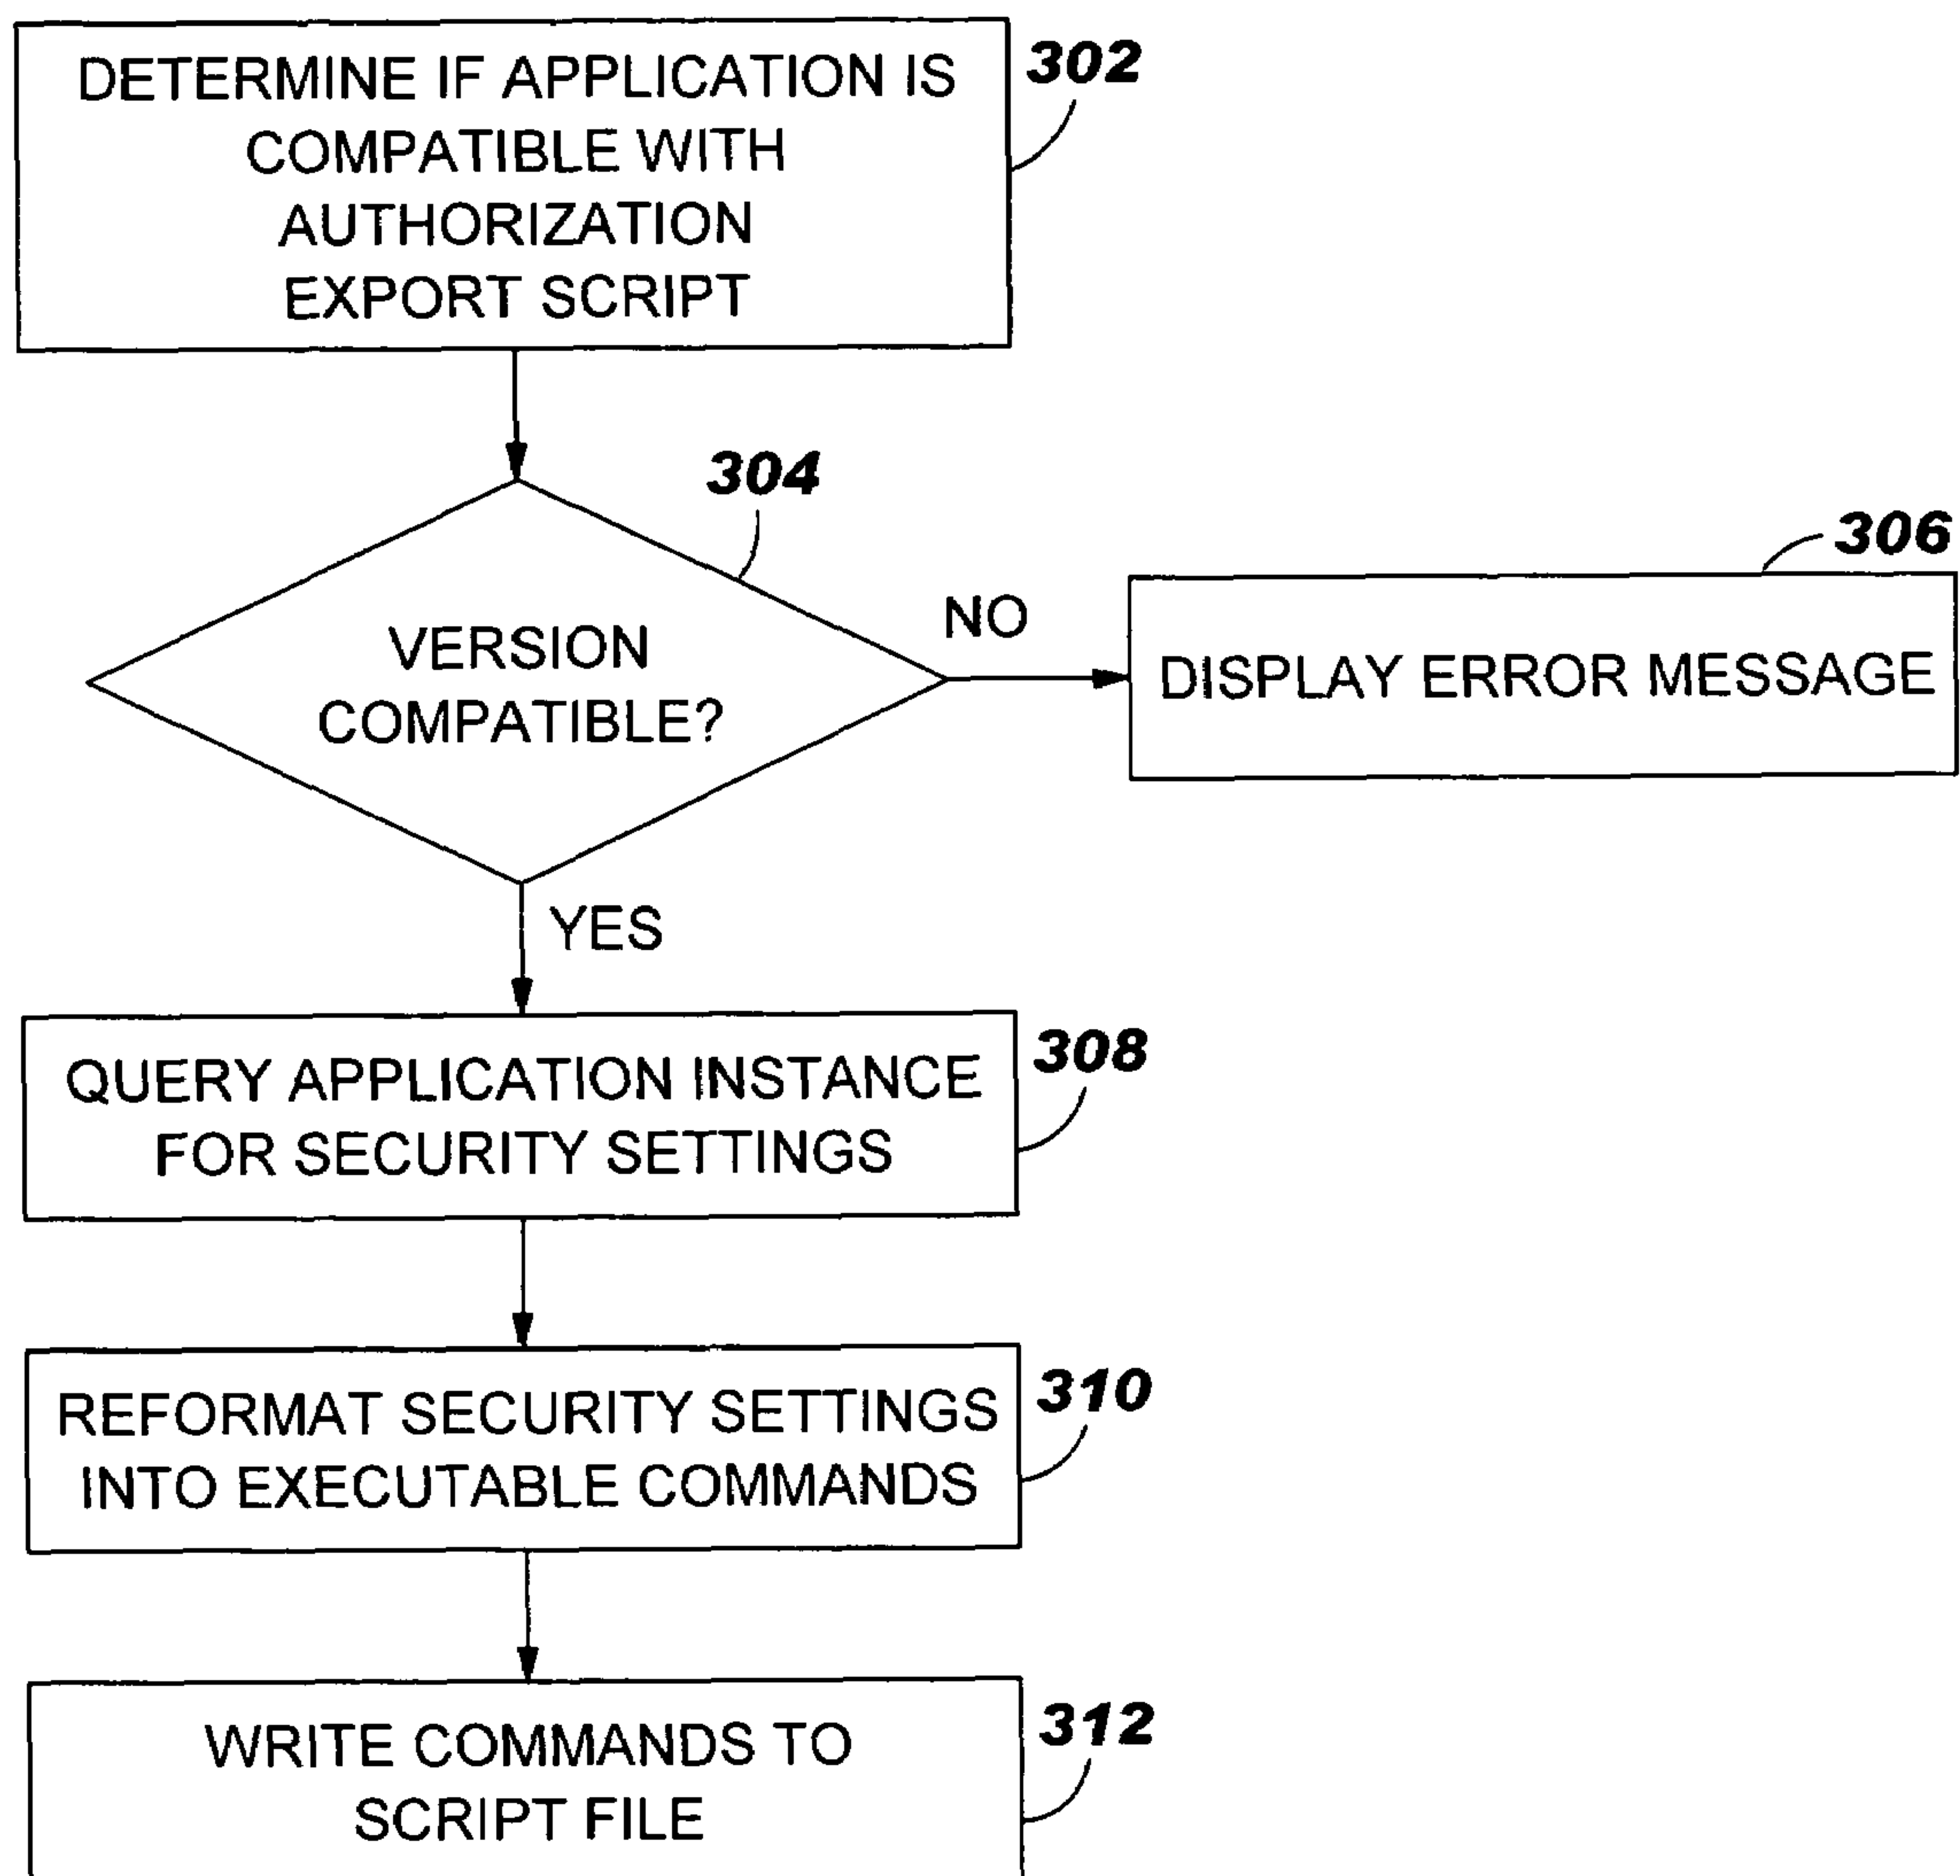 DETERMINE IF APPLICATION IS
COMPATIBLE WITH
AUTHORIZATION
EXPORT SCRIPT
302
304
VERSION
COMPATIBLE?
NO
306
DISPLAY ERROR MESSAGE
YES
QUERY APPLICATION INSTANCE
FOR SECURITY SETTINGS
308
REFORMAT SECURITY SETTINGS
INTO EXECUTABLE COMMANDS
310
WRITE COMMANDS TO
SCRIPT FILE
312